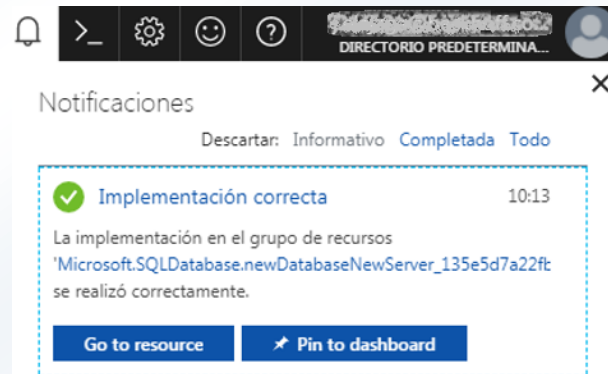 DIRECTORIO PREDETERMINA...
Notificaciones
Descartar: Informativo Completada Todo
Implementación correcta 10:13
La implementación en el grupo de recursos
'Microsoft.SQLDatabase.newDatabaseNewServer_135e5d7a22fb
se realizó correctamente.
Go to resource Pin to dashboard